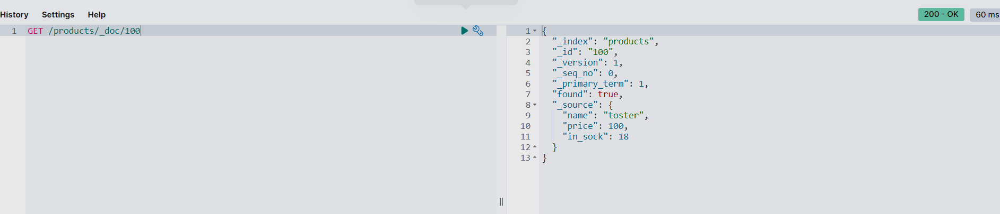 History Settings Help 200 - OK 60 ms
1 GET /products/_doc/100
1 {
2 "_index": "products",
3 "_id": "100",
4 "_version": 1,
5 "_seq_no": 0,
6 "_primary_term": 1,
7 "found": true,
8 "_source": {
9 "name": "toster",
10 "price": 100,
11 "in_sock": 18
12 }
13 }